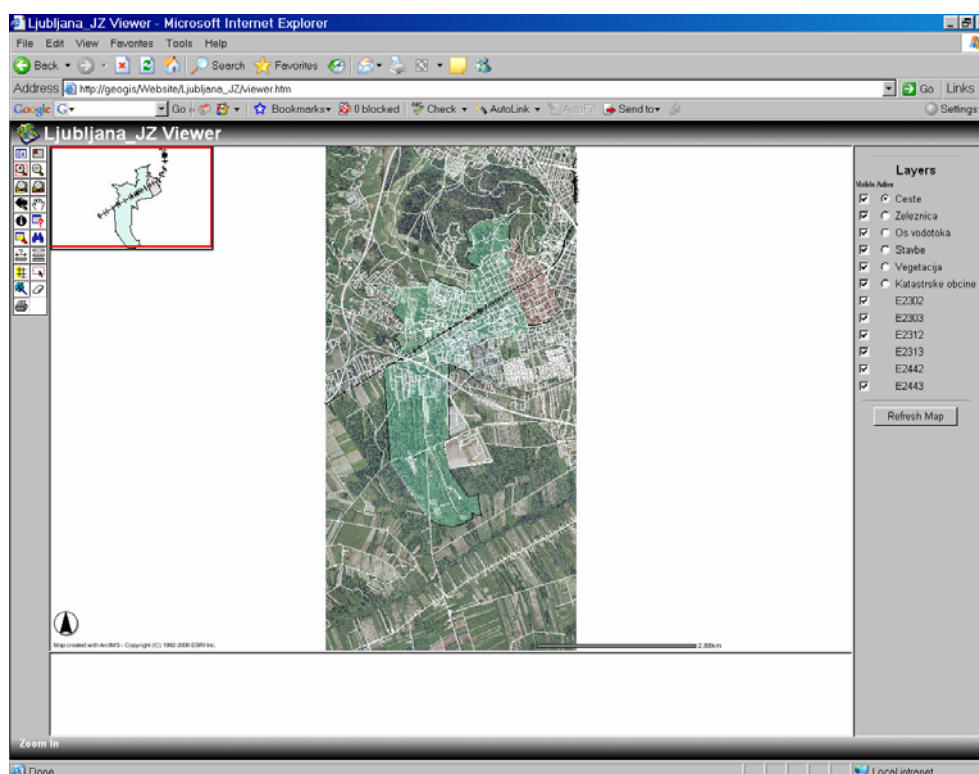 Ljubljana_JZ Viewer - Microsoft Internet Explorer
File Edit View Favorites Tools Help
Back Search Favorites
Address http://geogis/Website/Ljubljana_JZ/viewer.htm Go Links
Google Go Bookmarks 0 blocked Check AutoLink AutoFill Send to Settings
Ljubljana_JZ Viewer
Layers
Visible Active
Ceste
Zeleznica
Os vodotoka
Stavbe
Vegetacija
Katastrske obcine
E2302
E2303
E2312
E2313
E2442
E2443
Refresh Map
Map created with ArcIMS - Copyright (C) 1992-2006 ESRI Inc.
2.88km
Zoom In
Done Local intranet